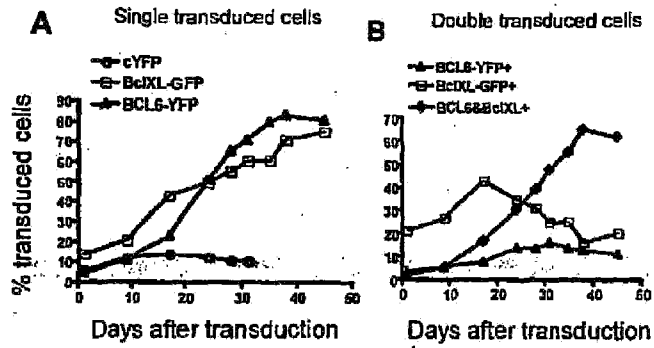 A
Single transduced cells
cYFP
BclXL-GFP
BCL6-YFP
90
80
70
60
50
40
30
20
10
0
% transduced cells
0 10 20 30 40 50
Days after transduction
B
Double transduced cells
BCL6-YFP+
BclXL-GFP+
BCL6&BclXL+
70
60
50
40
30
20
10
0
0 10 20 30 40 50
Days after transduction